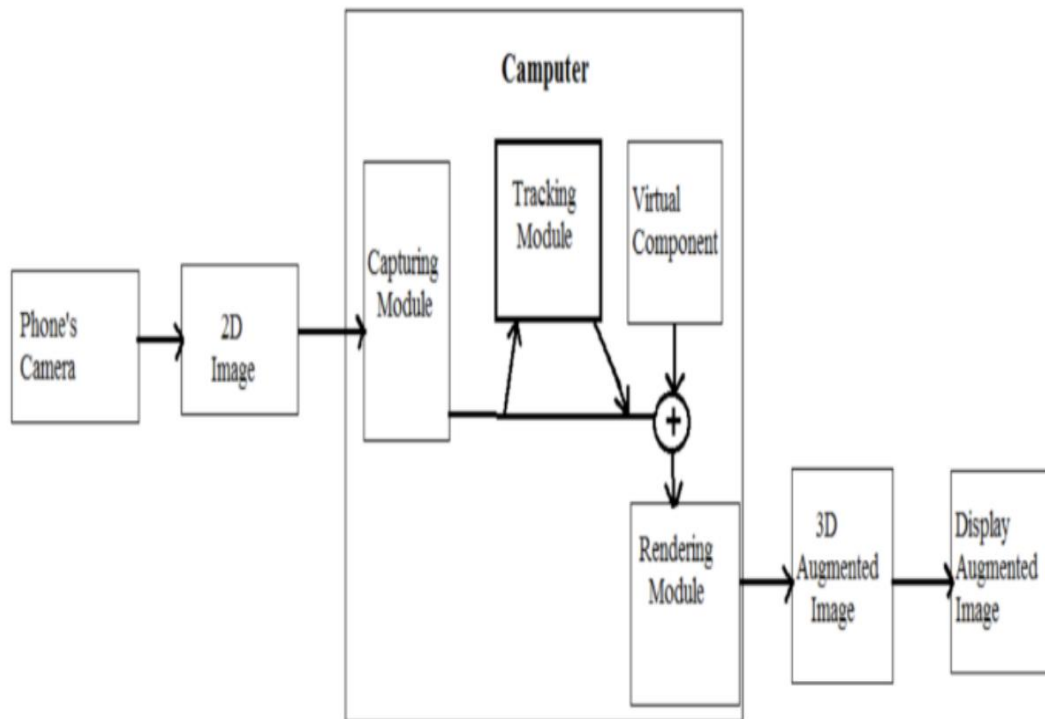 Camputer
Tracking
Module
Virtual
Component
Capturing
Module
Phone's
Camera
2D
Image
+
Rendering
Module
3D
Augmented
Image
Display
Augmented
Image